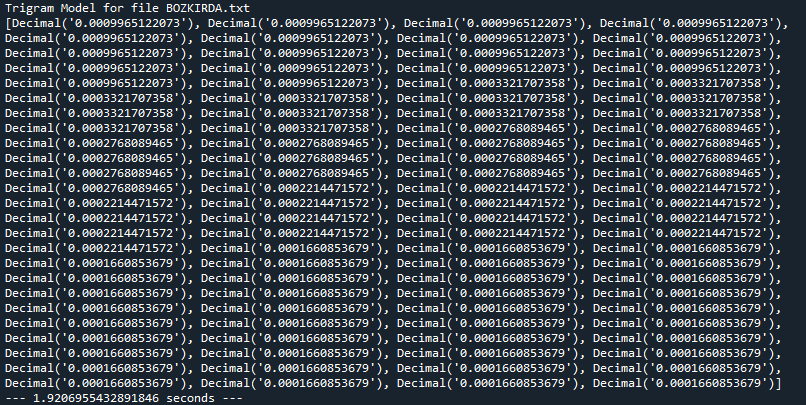 Trigram Model for file BOZKIRDA.txt
[Decimal('0.0009965122073'), Decimal('0.0009965122073'), Decimal('0.0009965122073'), Decimal('0.0009965122073'),
Decimal('0.0009965122073'), Decimal('0.0009965122073'), Decimal('0.0009965122073'), Decimal('0.0009965122073'),
Decimal('0.0009965122073'), Decimal('0.0009965122073'), Decimal('0.0009965122073'), Decimal('0.0009965122073'),
Decimal('0.0009965122073'), Decimal('0.0009965122073'), Decimal('0.0009965122073'), Decimal('0.0009965122073'),
Decimal('0.0009965122073'), Decimal('0.0009965122073'), Decimal('0.0003321707358'), Decimal('0.0003321707358'),
Decimal('0.0003321707358'), Decimal('0.0003321707358'), Decimal('0.0003321707358'), Decimal('0.0003321707358'),
Decimal('0.0003321707358'), Decimal('0.0003321707358'), Decimal('0.0003321707358'), Decimal('0.0003321707358'),
Decimal('0.0003321707358'), Decimal('0.0003321707358'), Decimal('0.0002768089465'), Decimal('0.0002768089465'),
Decimal('0.0002768089465'), Decimal('0.0002768089465'), Decimal('0.0002768089465'), Decimal('0.0002768089465'),
Decimal('0.0002768089465'), Decimal('0.0002768089465'), Decimal('0.0002768089465'), Decimal('0.0002768089465'),
Decimal('0.0002768089465'), Decimal('0.0002768089465'), Decimal('0.0002768089465'), Decimal('0.0002768089465'),
Decimal('0.0002768089465'), Decimal('0.0002214471572'), Decimal('0.0002214471572'), Decimal('0.0002214471572'),
Decimal('0.0002214471572'), Decimal('0.0002214471572'), Decimal('0.0002214471572'), Decimal('0.0002214471572'),
Decimal('0.0002214471572'), Decimal('0.0002214471572'), Decimal('0.0002214471572'), Decimal('0.0002214471572'),
Decimal('0.0002214471572'), Decimal('0.0002214471572'), Decimal('0.0002214471572'), Decimal('0.0002214471572'),
Decimal('0.0002214471572'), Decimal('0.0001660853679'), Decimal('0.0001660853679'), Decimal('0.0001660853679'),
Decimal('0.0001660853679'), Decimal('0.0001660853679'), Decimal('0.0001660853679'), Decimal('0.0001660853679'),
Decimal('0.0001660853679'), Decimal('0.0001660853679'), Decimal('0.0001660853679'), Decimal('0.0001660853679'),
Decimal('0.0001660853679'), Decimal('0.0001660853679'), Decimal('0.0001660853679'), Decimal('0.0001660853679'),
Decimal('0.0001660853679'), Decimal('0.0001660853679'), Decimal('0.0001660853679'), Decimal('0.0001660853679'),
Decimal('0.0001660853679'), Decimal('0.0001660853679'), Decimal('0.0001660853679'), Decimal('0.0001660853679'),
Decimal('0.0001660853679'), Decimal('0.0001660853679'), Decimal('0.0001660853679'), Decimal('0.0001660853679'),
Decimal('0.0001660853679'), Decimal('0.0001660853679'), Decimal('0.0001660853679'), Decimal('0.0001660853679'),
Decimal('0.0001660853679'), Decimal('0.0001660853679'), Decimal('0.0001660853679'), Decimal('0.0001660853679'),
Decimal('0.0001660853679'), Decimal('0.0001660853679'), Decimal('0.0001660853679'), Decimal('0.0001660853679')]
--- 1.9206955432891846 seconds ---